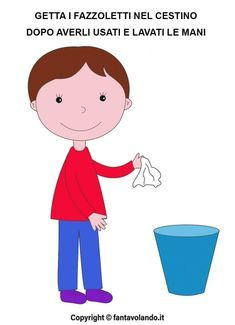 GETTA I FAZZOLETTI NEL CESTINO
DOPO AVERLI USATI E LAVATI LE MANI
Copyright © fantavolando.it